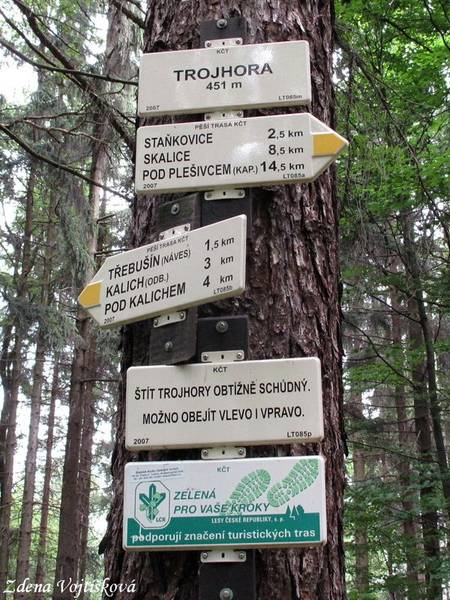 KČT
TROJHORA
451 m
2007 LT085m
PĚŠÍ TRASA KČT
STAŇKOVICE 2,5 km
SKALICE 8,5 km
POD PLEŠIVCEM (KAP.) 14,5 km
2007 LT085a
PĚŠÍ TRASA KČT
TŘEBUŠÍN (NÁVES) 1,5 km
KALICH (ODB.) 3 km
POD KALICHEM 4 km
2007 LT085b
KČT
ŠTÍT TROJHORY OBTÍŽNĚ SCHŮDNÝ.
MOŽNO OBEJÍT VLEVO I VPRAVO.
2007 LT085p
KČT
LČR
ZELENÁ
PRO VAŠE KROKY
LESY ČESKÉ REPUBLIKY, s. p.
podporují značení turistických tras
Zdena Vojtíšková